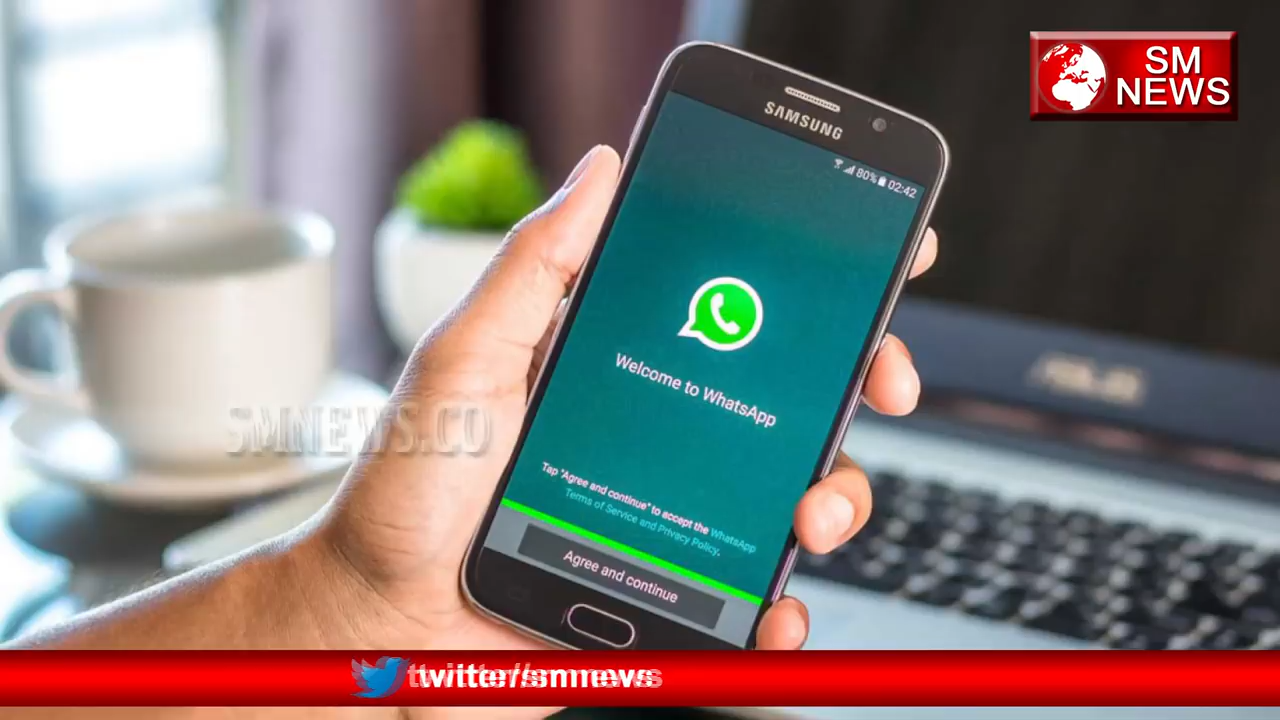 SM
NEWS
SAMSUNG
80% 02:42
Welcome to WhatsApp
SMNEWS.CO
Tap "Agree and continue" to accept the WhatsApp
Terms of Service and Privacy Policy.
Agree and continue
ASUS
twitter/smnews